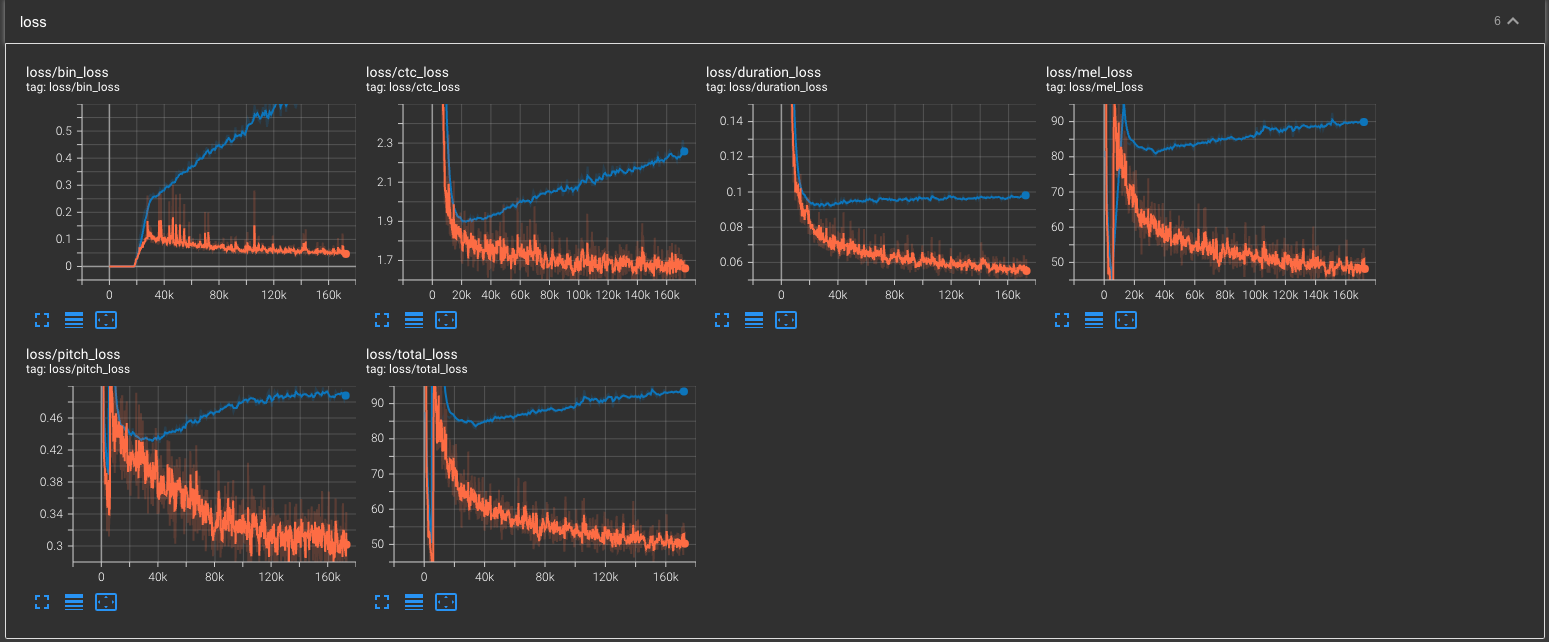 loss
6
loss/bin_loss
tag: loss/bin_loss
0.5
0.4
0.3
0.2
0.1
0
0 40k 80k 120k 160k
loss/ctc_loss
tag: loss/ctc_loss
2.3
2.1
1.9
1.7
0 20k 40k 60k 80k 100k 120k 140k 160k
loss/duration_loss
tag: loss/duration_loss
0.14
0.12
0.1
0.08
0.06
0 40k 80k 120k 160k
loss/mel_loss
tag: loss/mel_loss
90
80
70
60
50
0 20k 40k 60k 80k 100k 120k 140k 160k
loss/pitch_loss
tag: loss/pitch_loss
0.46
0.42
0.38
0.34
0.3
0 40k 80k 120k 160k
loss/total_loss
tag: loss/total_loss
90
80
70
60
50
0 40k 80k 120k 160k